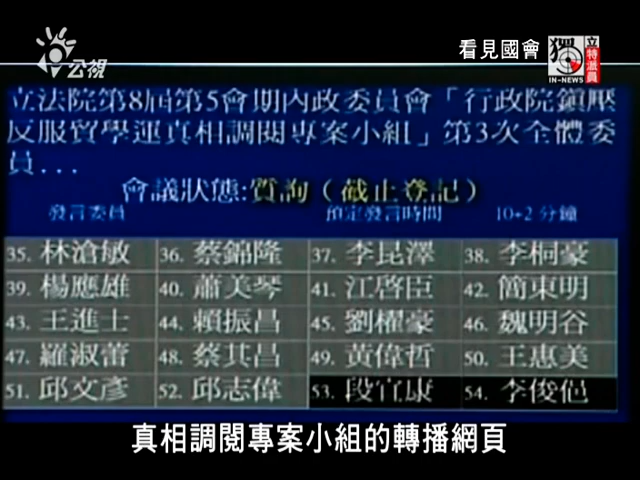 看見國會
獨立特派員
IN-NEWS
公視
立法院第8屆第5會期內政委員會「行政院鎮壓
反服貿學運真相調閱專案小組」第3次全體委
員...
會議狀態:質詢(截止登記)
發言委員 預定發言時間 10+2 分鐘
35. 林滄敏 36. 蔡錦隆 37. 李昆澤 38. 李桐豪
39. 楊應雄 40. 蕭美琴 41. 江啓臣 42. 簡東明
43. 王進士 44. 賴振昌 45. 劉櫂豪 46. 魏明谷
47. 羅淑蕾 48. 蔡其昌 49. 黃偉哲 50. 王惠美
51. 邱文彥 52. 邱志偉 53. 段宜康 54. 李俊俋
真相調閱專案小組的轉播網頁